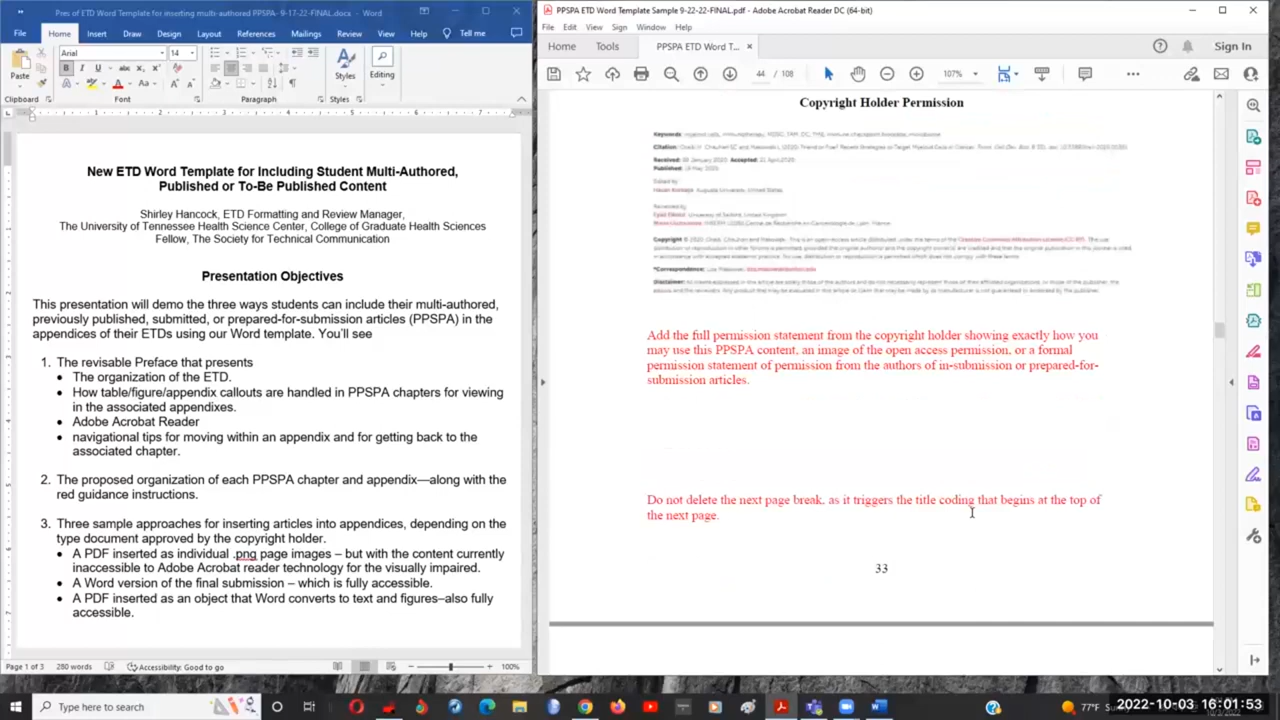 Pres of ETD Word Template for inserting multi-authored PPSPA- 9-17-22-FINAL.docx - Word
File Home Insert Draw Design Layout References Mailings Review View Help Tell me
Arial 14
Paste Styles Editing
Clipboard Font Paragraph Styles
New ETD Word Template for Inserting Student Multi-Authored,
Published or To-Be Published Content
Shirley Hancock, ETD Formatting and Review Manager,
University of Tennessee Health Science Center, College of Graduate Health Sciences
Fellow, The Society for Technical Communication
Presentation Objectives
three ways students can include their multi-authored,
previously published, submitted, or prepared-for-submission articles (PPSPA) in the
appendices of their ETDs using our Word template. You'll see
1. The revisable Preface that presents
• The organization of the ETD.
• How table/figure/appendix callouts are handled in PPSPA chapters for viewing
in the associated appendixes.
• Adobe Acrobat Reader
• navigational tips for moving within an appendix and for getting back to the
associated chapter.
2. The proposed organization of each PPSPA chapter and appendix—along with the
red guidance instructions.
3. Three sample approaches for inserting articles into appendices, depending on the
type document approved by the copyright holder.
• A PDF inserted as individual .png page images – but with the content currently
inaccessible to Adobe Acrobat reader technology for the visually impaired.
• A Word version of the final submission – which is fully accessible.
• A PDF inserted as an object that Word converts to text and figures–also fully
accessible.
Page 1 of 3 280 words Accessibility: Good to go 100%
PPSPA ETD Word Template Sample 9-22-22-FINAL.pdf - Adobe Acrobat Reader DC (64-bit)
File Edit View Sign Window Help
Home Tools PPSPA ETD Word T... × Sign In
44 / 108 107%
Copyright Holder Permission
Add the full permission statement from the copyright holder showing exactly how you
may use this PPSPA content, an image of the open access permission, or a formal
permission statement of permission from the authors of in-submission or prepared-for-
submission articles.
Do not delete the next page break, as it triggers the title coding that begins at the top of
the next page.
33
Type here to search
77°F
2022-10-03 16:01:53